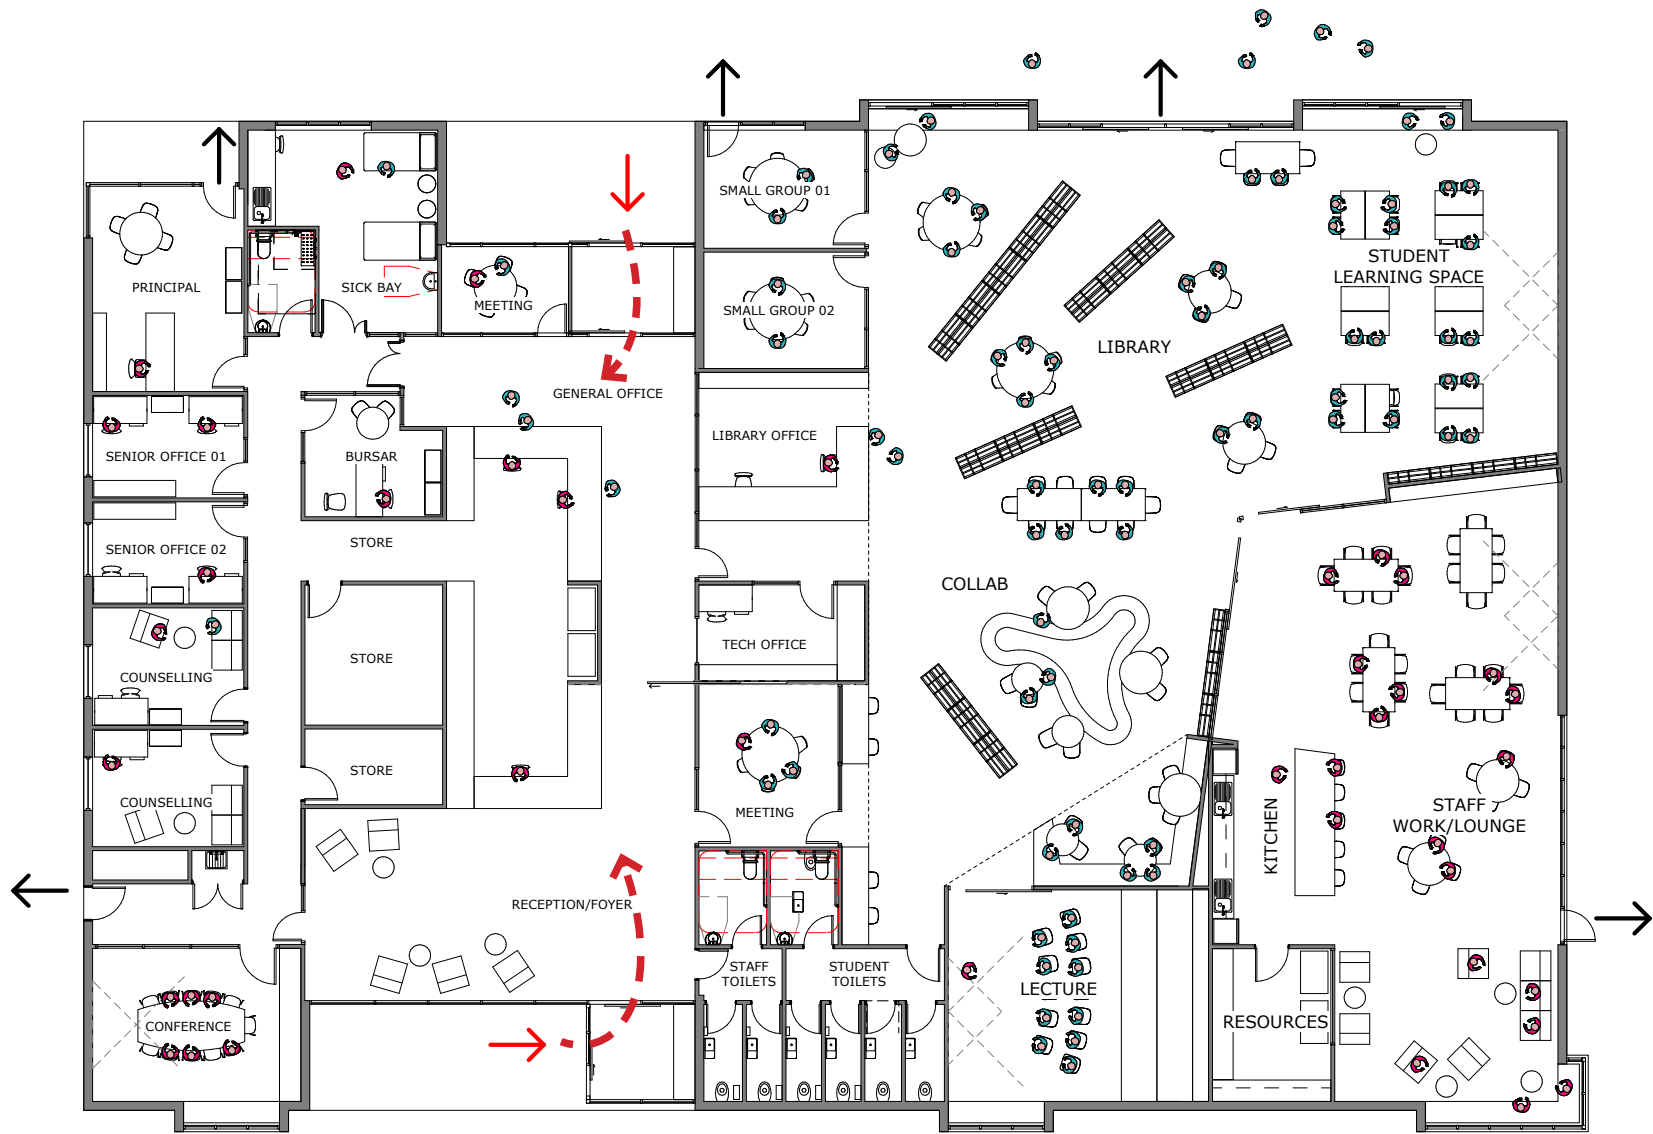 SMALL GROUP 01
STUDENT
LEARNING SPACE
PRINCIPAL
SICK BAY
MEETING
SMALL GROUP 02
LIBRARY
GENERAL OFFICE
LIBRARY OFFICE
SENIOR OFFICE 01
BURSAR
STORE
SENIOR OFFICE 02
COLLAB
TECH OFFICE
STORE
COUNSELLING
STORE
COUNSELLING
MEETING
KITCHEN
STAFF
WORK/LOUNGE
RECEPTION/FOYER
STAFF
TOILETS
STUDENT
TOILETS
LECTURE
CONFERENCE
RESOURCES